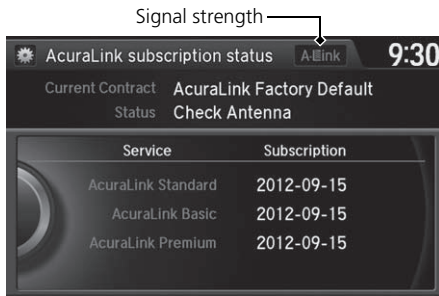 Signal strength
AcuraLink subscription status A-Link 9:30
Current Contract AcuraLink Factory Default
Status Check Antenna
Service Subscription
AcuraLink Standard 2012-09-15
AcuraLink Basic 2012-09-15
AcuraLink Premium 2012-09-15